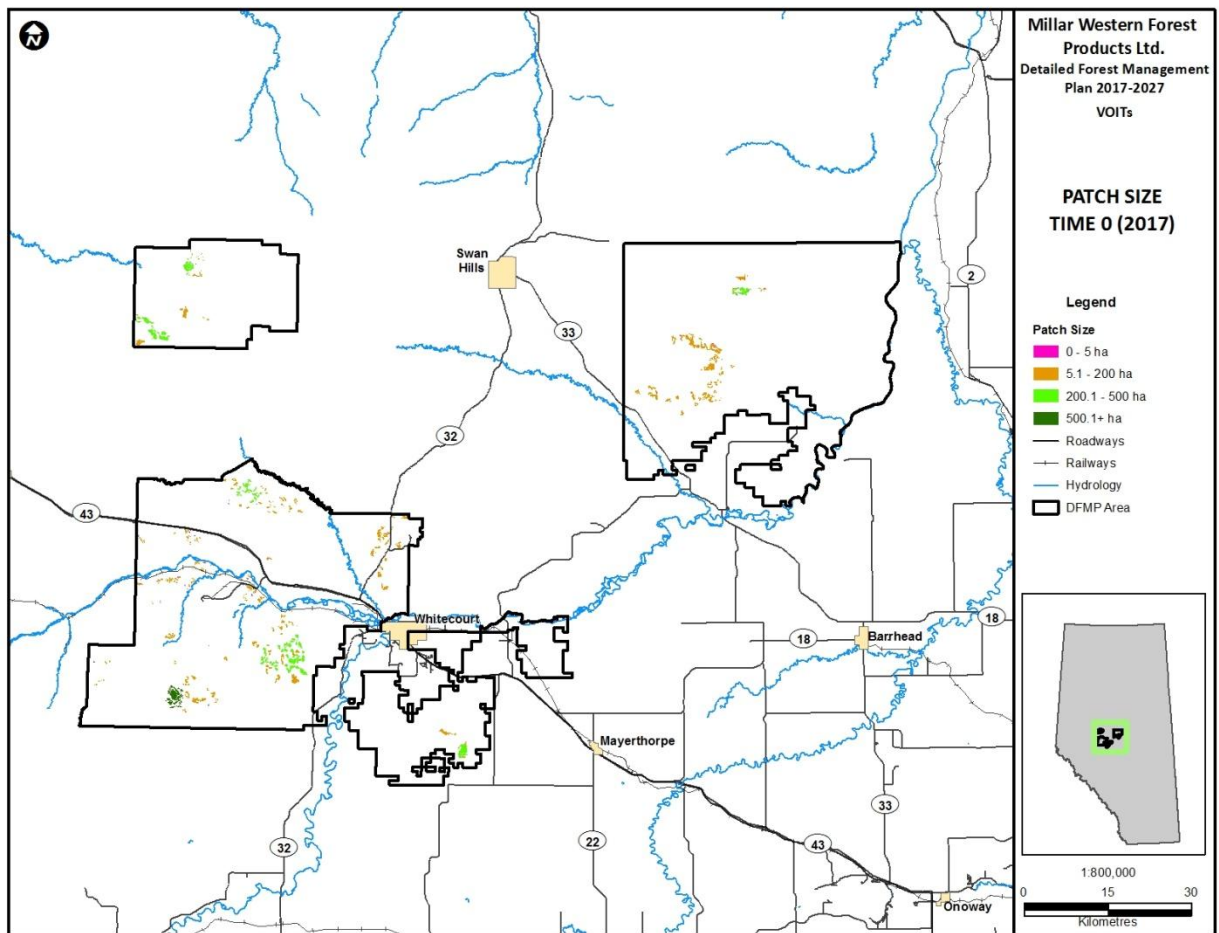 N
Swan
Hills
2
33
32
43
Whitecourt
18
18
Barrhead
Mayerthorpe
33
32
22
43
Onoway
Millar Western Forest
Products Ltd.
Detailed Forest Management
Plan 2017-2027
VOITs
PATCH SIZE
TIME 0 (2017)
Legend
Patch Size
0 - 5 ha
5.1 - 200 ha
200.1 - 500 ha
500.1+ ha
Roadways
Railways
Hydrology
DFMP Area
1:800,000
0 15 30
Kilometres